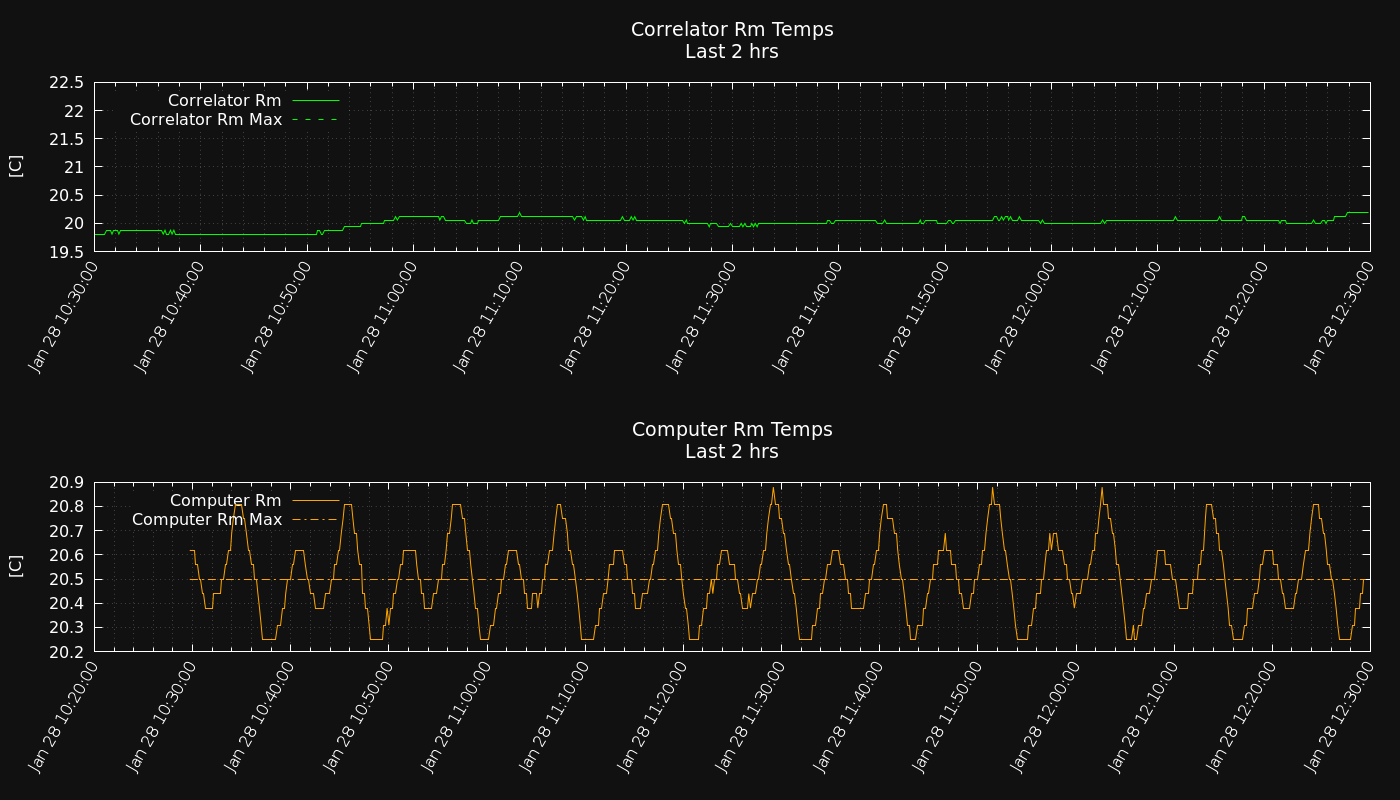 Correlator Rm Temps
Last 2 hrs
22.5
22
21.5
21
20.5
20
19.5
[C]
Correlator Rm
Correlator Rm Max
Jan 28 10:30:00
Jan 28 10:40:00
Jan 28 10:50:00
Jan 28 11:00:00
Jan 28 11:10:00
Jan 28 11:20:00
Jan 28 11:30:00
Jan 28 11:40:00
Jan 28 11:50:00
Jan 28 12:00:00
Jan 28 12:10:00
Jan 28 12:20:00
Jan 28 12:30:00
Computer Rm Temps
Last 2 hrs
20.9
20.8
20.7
20.6
20.5
20.4
20.3
20.2
[C]
Computer Rm
Computer Rm Max
Jan 28 10:20:00
Jan 28 10:30:00
Jan 28 10:40:00
Jan 28 10:50:00
Jan 28 11:00:00
Jan 28 11:10:00
Jan 28 11:20:00
Jan 28 11:30:00
Jan 28 11:40:00
Jan 28 11:50:00
Jan 28 12:00:00
Jan 28 12:10:00
Jan 28 12:20:00
Jan 28 12:30:00